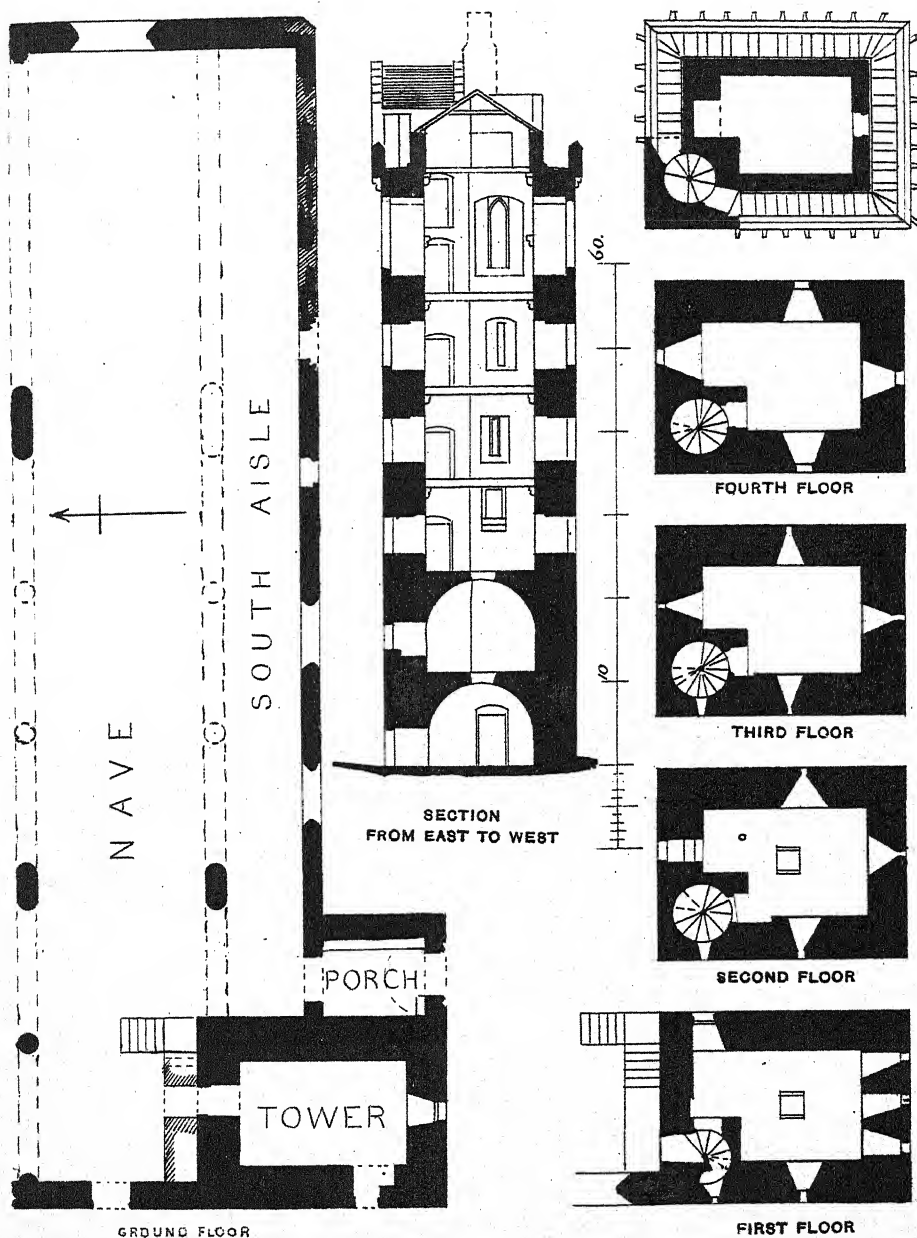 60.
FOURTH FLOOR
SOUTH AISLE
THIRD FLOOR
10
NAVE
SECTION
FROM EAST TO WEST
SECOND FLOOR
PORCH
TOWER
GROUND FLOOR
FIRST FLOOR